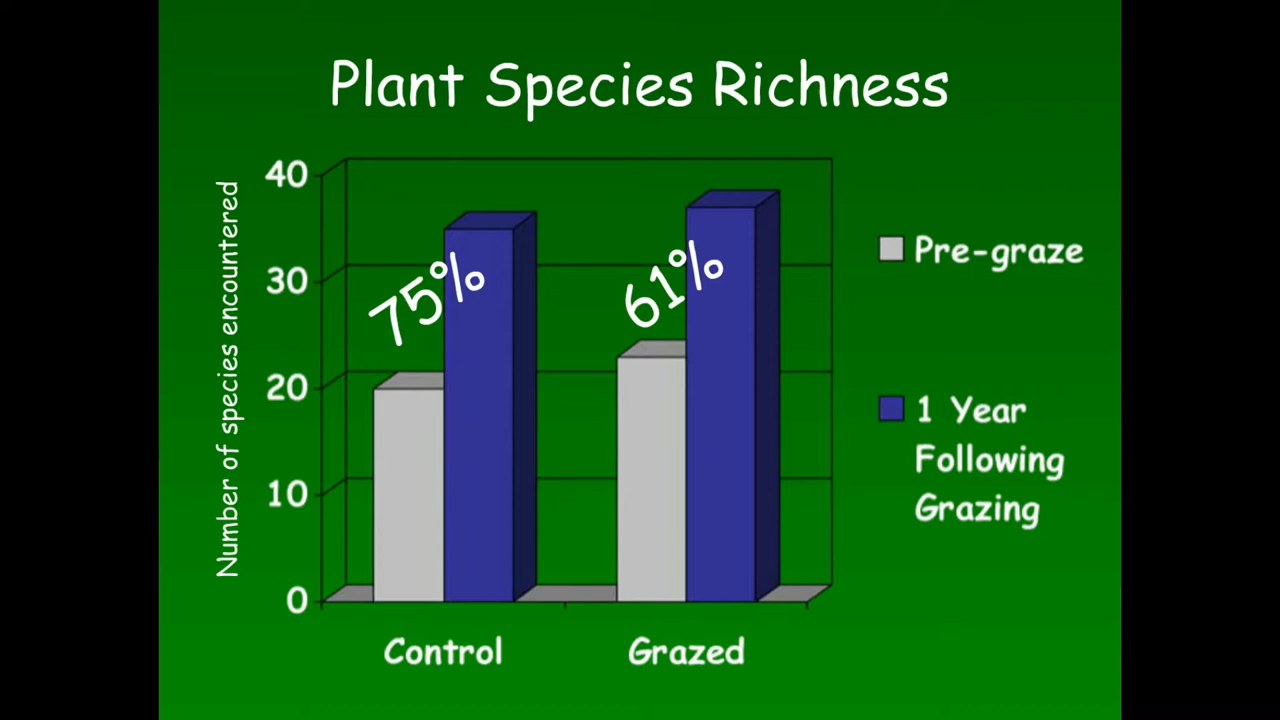 Plant Species Richness
Number of species encountered
40
30
20
10
0
75%
61%
Control
Grazed
Pre-graze
1 Year
Following
Grazing